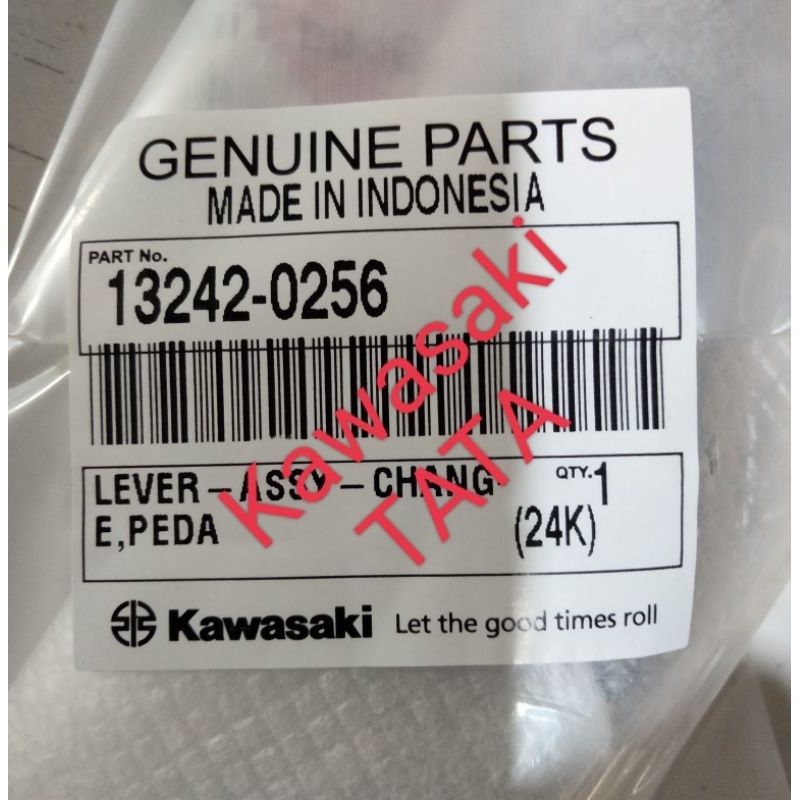 GENUINE PARTS
MADE IN INDONESIA
PART No.
13242-0256
LEVER-ASSY-CHANG QTY.1
E,PEDA (24K)
Kawasaki Let the good times roll
Kawasaki
TATA